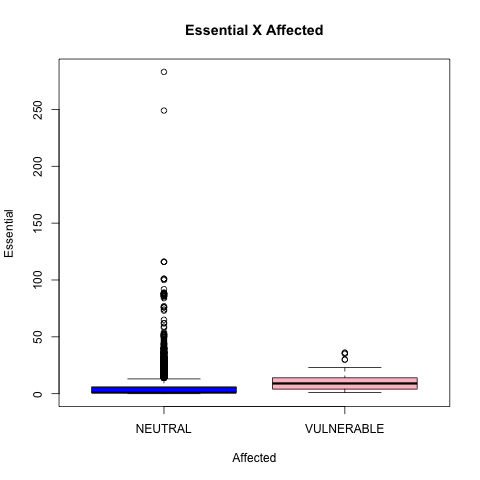 Essential X Affected
Essential
250
200
150
100
50
0
NEUTRAL VULNERABLE
Affected